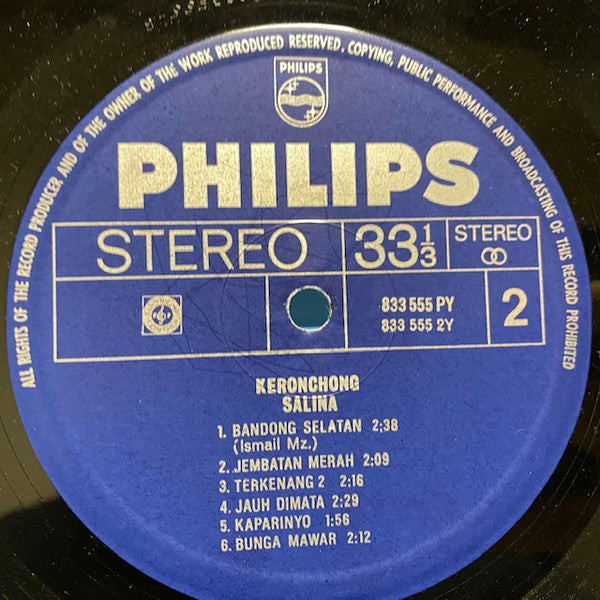 ALL RIGHTS OF THE RECORD PRODUCER AND OF THE OWNER OF THE WORK REPRODUCED RESERVED, COPYING, PUBLIC PERFORMANCE AND BROADCASTING OF THIS RECORD PROHIBITED
PHILIPS
PHILIPS
STEREO 33⅓ STEREO
833 555 PY
833 555 2Y
2
KERONCHONG
SALINA
1. BANDONG SELATAN 2;38
(Ismail Mz.)
2. JEMBATAN MERAH 2:09
3. TERKENANG 2 2:16
4. JAUH DIMATA 2:29
5. KAPARINYO 1:56
6. BUNGA MAWAR 2:12